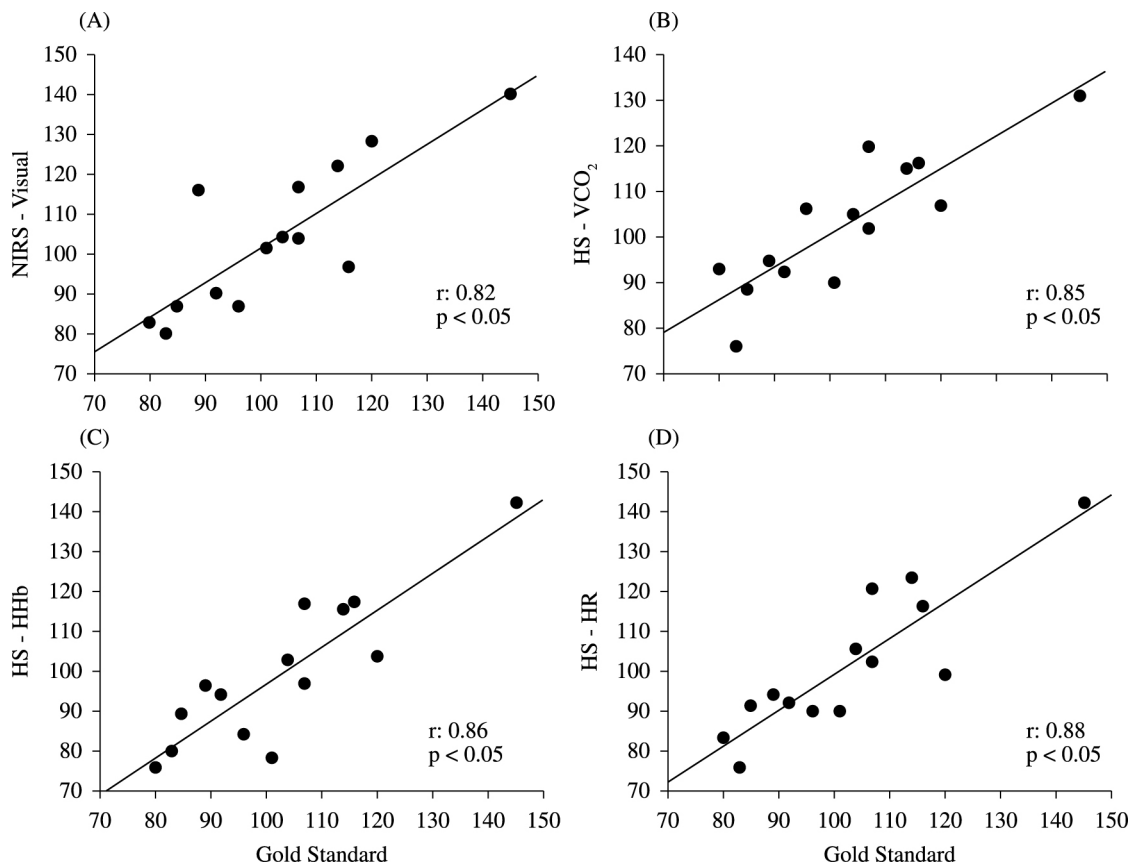 (A)
150
140
130
120
110
100
90
80
70
NIRS - Visual
r: 0.82
p < 0.05
70 80 90 100 110 120 130 140 150
(B)
140
130
120
110
100
90
80
70
HS - VCO₂
r: 0.85
p < 0.05
(C)
150
140
130
120
110
100
90
80
70
HS - HHb
r: 0.86
p < 0.05
70 80 90 100 110 120 130 140 150
Gold Standard
(D)
150
140
130
120
110
100
90
80
70
HS - HR
r: 0.88
p < 0.05
70 80 90 100 110 120 130 140 150
Gold Standard